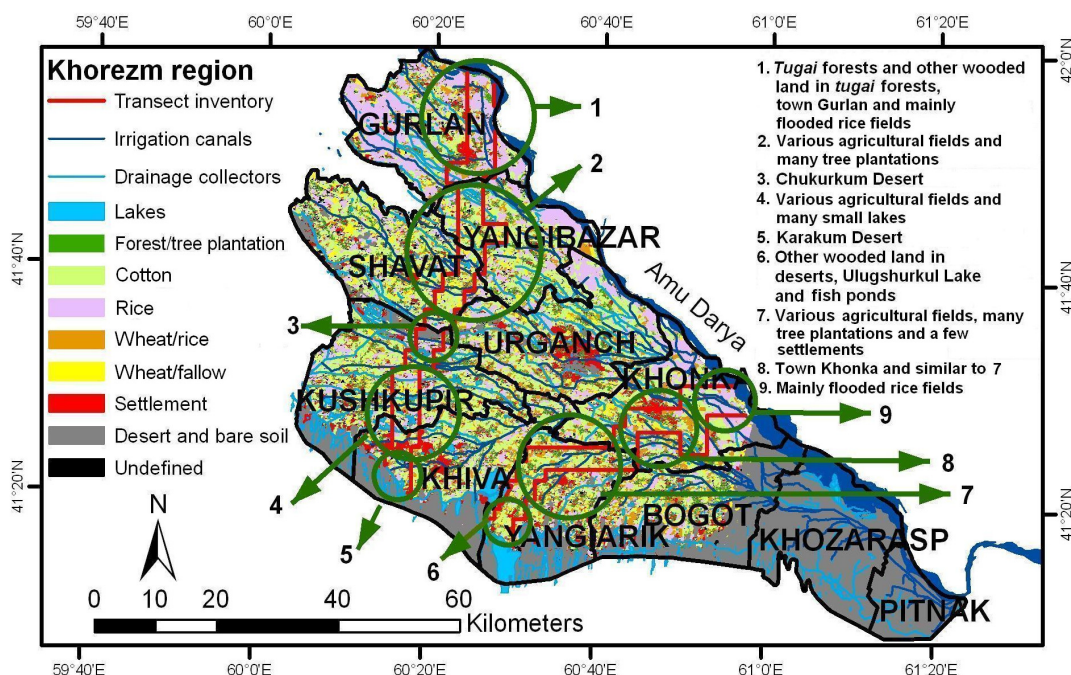 59°40'E 60°0'E 60°20'E 60°40'E 61°0'E 61°20'E
42°0'N
41°40'N
41°20'N
41°40'N
41°20'N
Khorezm region
Transect inventory
Irrigation canals
Drainage collectors
Lakes
Forest/tree plantation
Cotton
Rice
Wheat/rice
Wheat/fallow
Settlement
Desert and bare soil
Undefined
N
0 10 20 40 60
Kilometers
GURLAN
YANGIBAZAR
SHAVAT
URGANCH
KHONKA
KUSHKUPIR
KHIVA
YANGIARIK
BOGOT
KHOZARASP
PITNAK
Amu Darya
1
2
3
4
5
6
7
8
9
1. Tugai forests and other wooded
land in tugai forests,
town Gurlan and mainly
flooded rice fields
2. Various agricultural fields and
many tree plantations
3. Chukurkum Desert
4. Various agricultural fields and
many small lakes
5. Karakum Desert
6. Other wooded land in
deserts, Ulugshurkul Lake
and fish ponds
7. Various agricultural fields, many
tree plantations and a few
settlements
8. Town Khonka and similar to 7
9. Mainly flooded rice fields
59°40'E 60°0'E 60°20'E 60°40'E 61°0'E 61°20'E